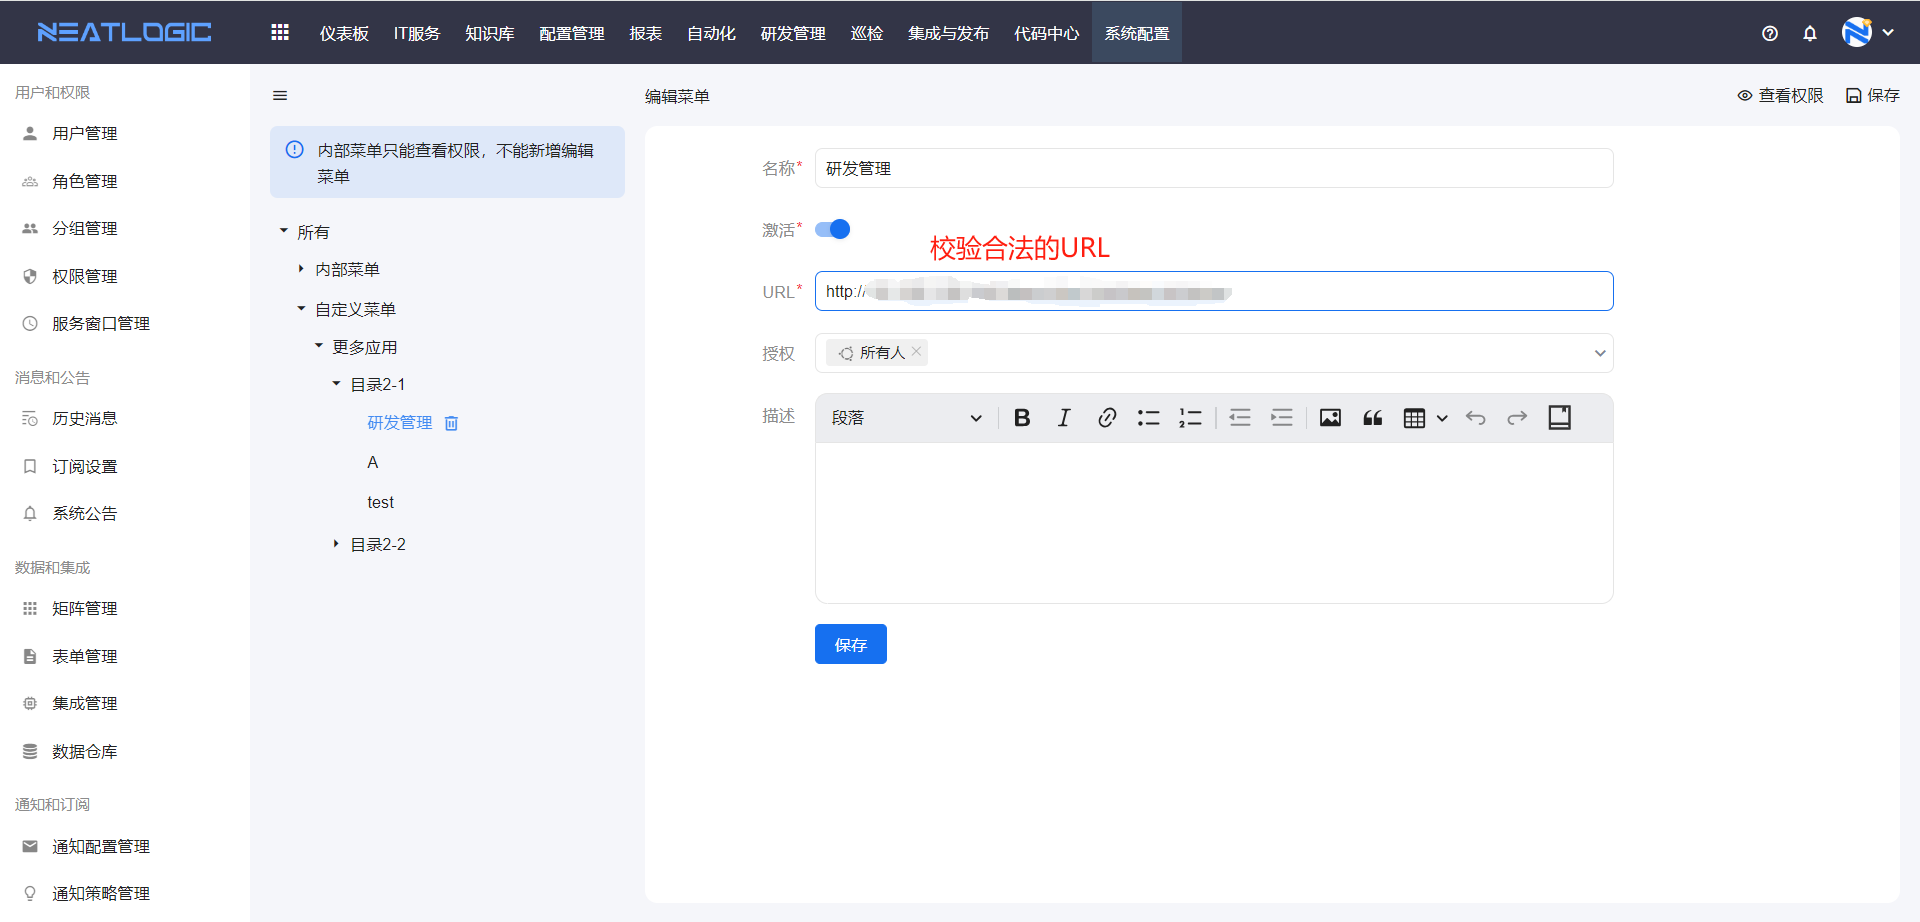 NEATLOGIC
仪表板 IT服务 知识库 配置管理 报表 自动化 研发管理 巡检 集成与发布 代码中心 系统配置
用户和权限
用户管理
角色管理
分组管理
权限管理
服务窗口管理
消息和公告
历史消息
订阅设置
系统公告
数据和集成
矩阵管理
表单管理
集成管理
数据仓库
通知和订阅
通知配置管理
通知策略管理
内部菜单只能查看权限，不能新增编辑
菜单
所有
内部菜单
自定义菜单
更多应用
目录2-1
研发管理
A
test
目录2-2
编辑菜单
查看权限 保存
名称* 研发管理
激活*
校验合法的URL
URL* http://
授权 所有人
描述 段落
保存